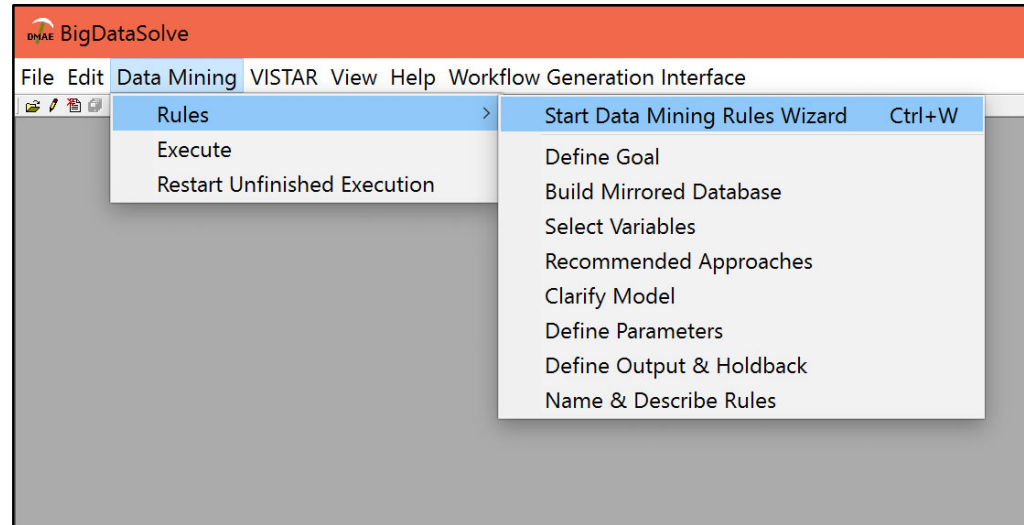 DMAE BigDataSolve
File Edit Data Mining VISTAR View Help Workflow Generation Interface
Rules > Start Data Mining Rules Wizard Ctrl+W
Execute
Restart Unfinished Execution
Define Goal
Build Mirrored Database
Select Variables
Recommended Approaches
Clarify Model
Define Parameters
Define Output & Holdback
Name & Describe Rules